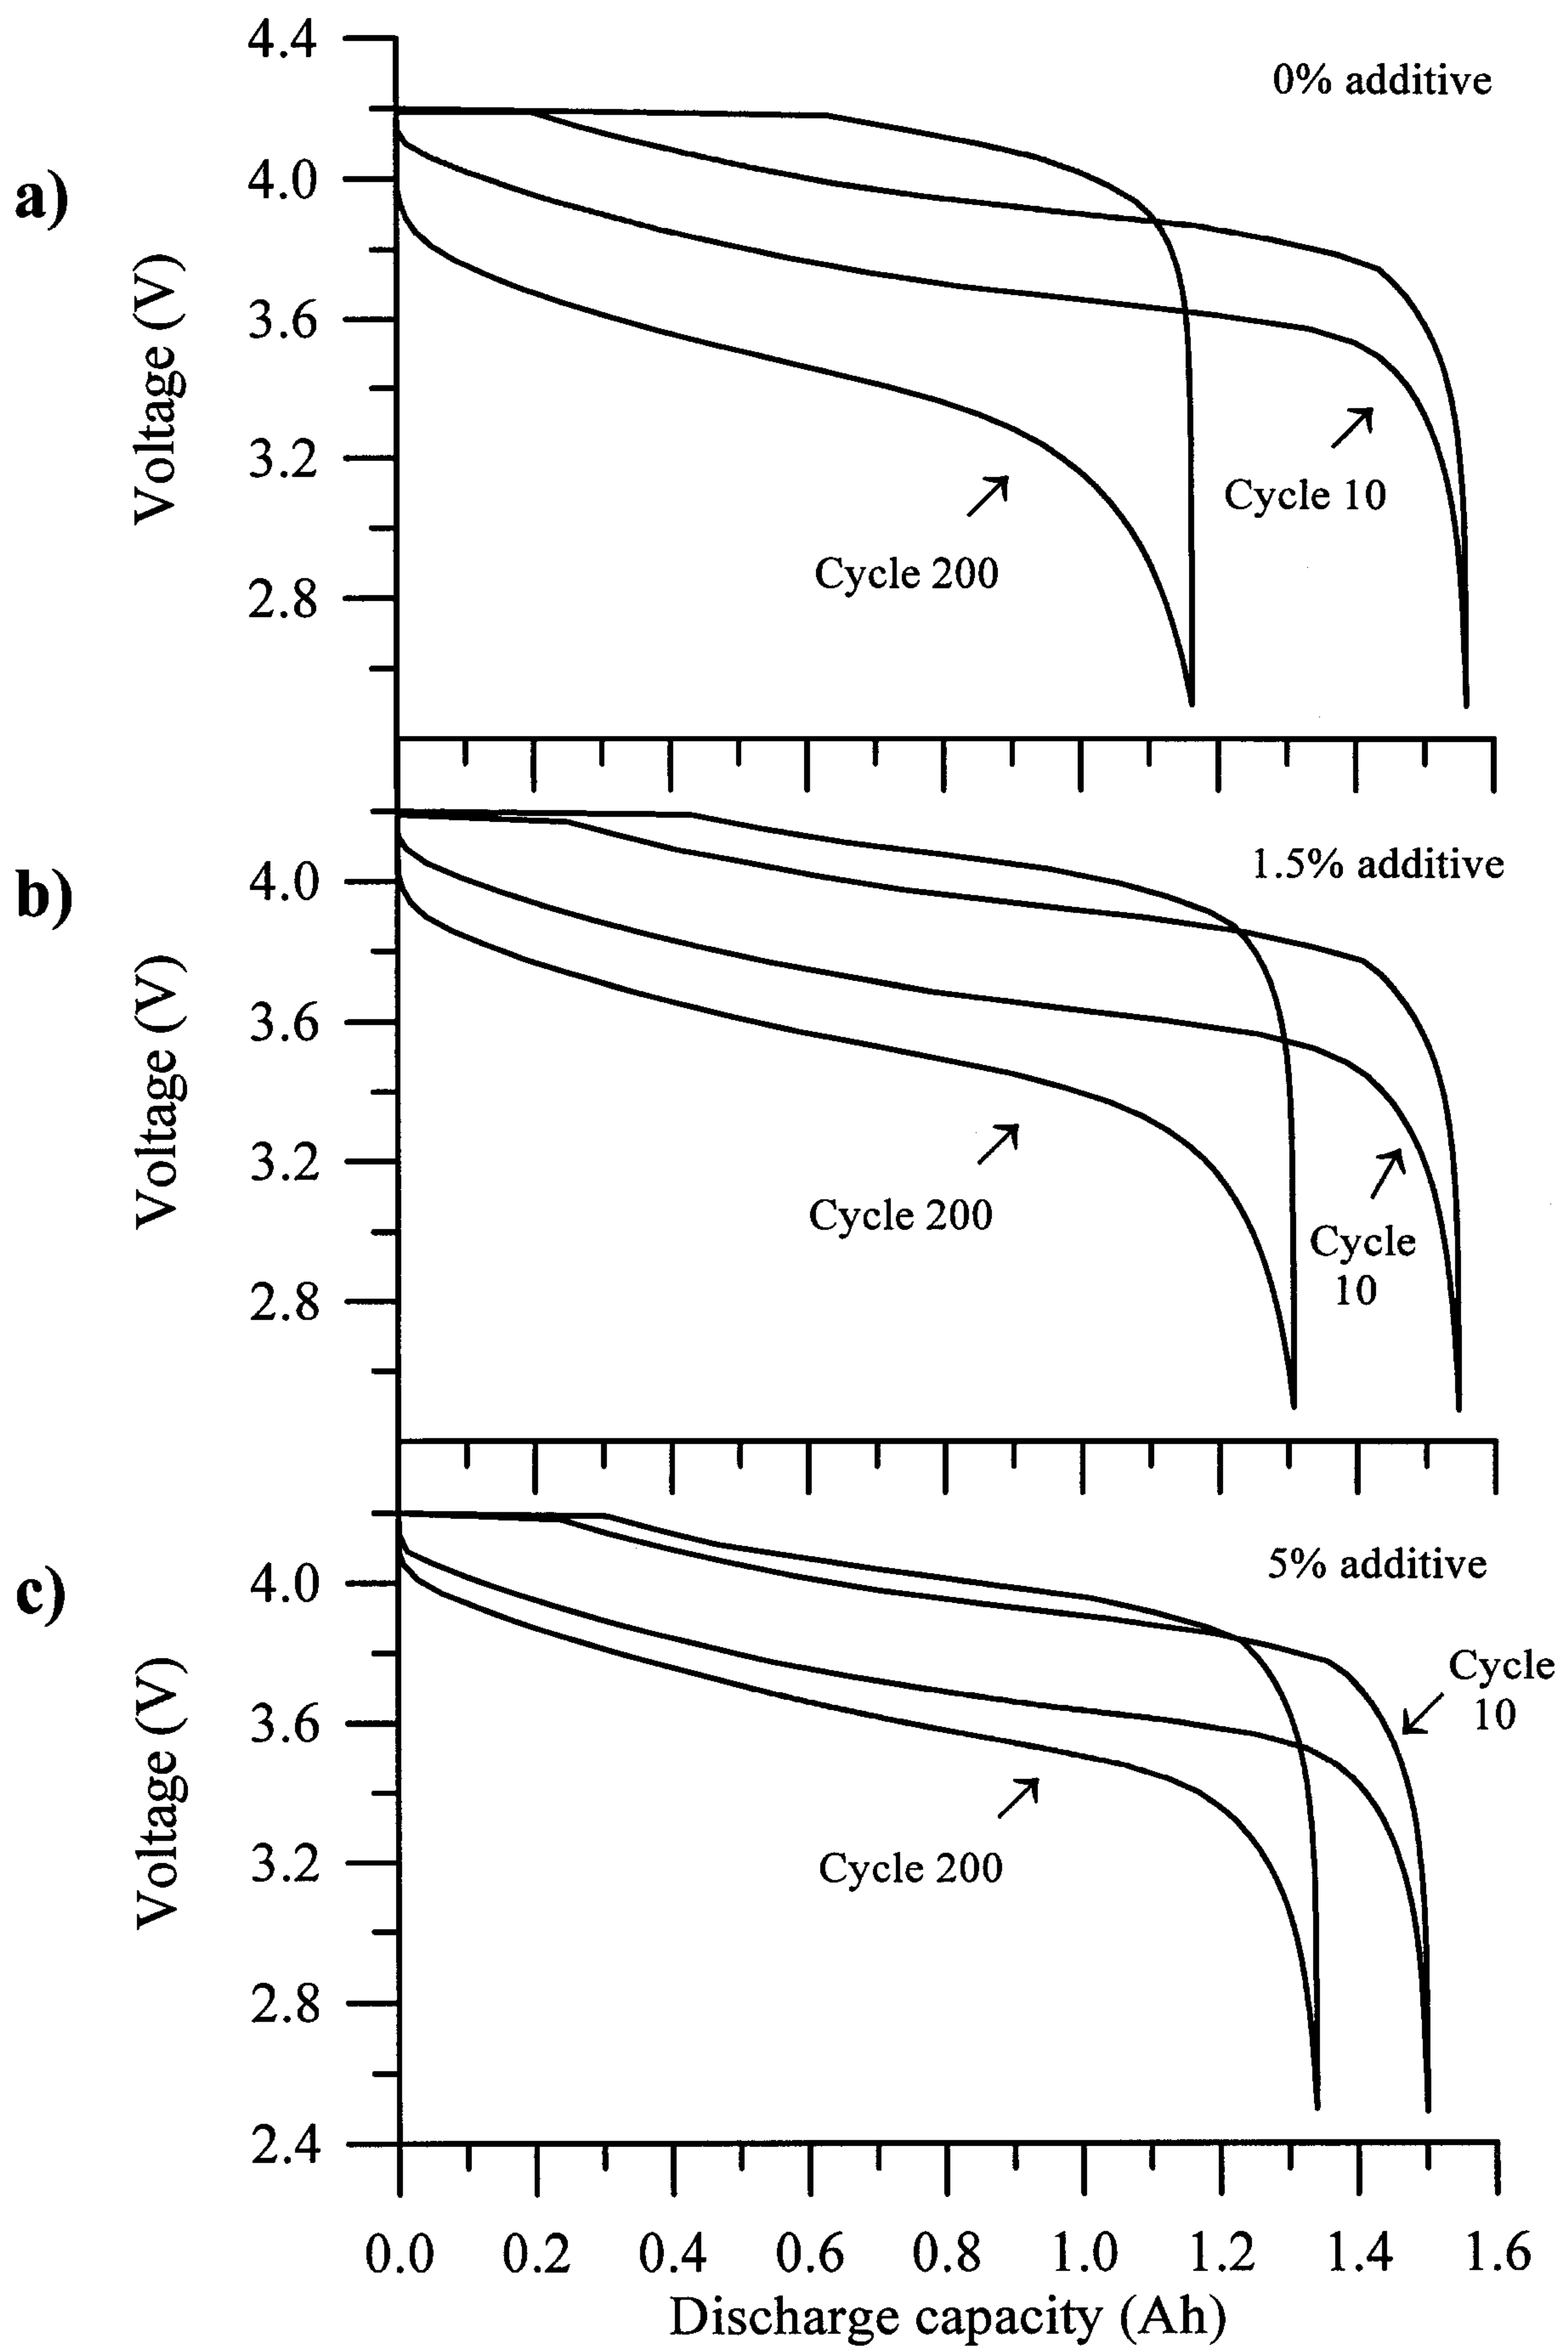 4.4
0% additive
a)
4.0
3.6
3.2
2.8
Voltage (V)
Cycle 10
Cycle 200
1.5% additive
b)
4.0
3.6
3.2
2.8
Voltage (V)
Cycle 200
Cycle
10
5% additive
c)
4.0
3.6
3.2
2.8
2.4
Voltage (V)
Cycle
10
Cycle 200
0.0 0.2 0.4 0.6 0.8 1.0 1.2 1.4 1.6
Discharge capacity (Ah)